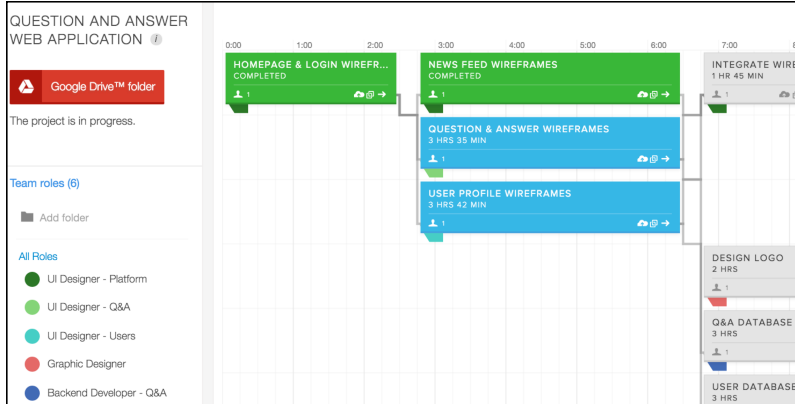 QUESTION AND ANSWER
WEB APPLICATION i
Google Drive™ folder
The project is in progress.
Team roles (6)
Add folder
All Roles
UI Designer - Platform
UI Designer - Q&A
UI Designer - Users
Graphic Designer
Backend Developer - Q&A
0:00 1:00 2:00 3:00 4:00 5:00 6:00 7:00 8
HOMEPAGE & LOGIN WIREFR...
COMPLETED
1
NEWS FEED WIREFRAMES
COMPLETED
1
QUESTION & ANSWER WIREFRAMES
3 HRS 35 MIN
1
USER PROFILE WIREFRAMES
3 HRS 42 MIN
1
INTEGRATE WIRE
1 HR 45 MIN
1
DESIGN LOGO
2 HRS
1
Q&A DATABASE
3 HRS
1
USER DATABASE
3 HRS